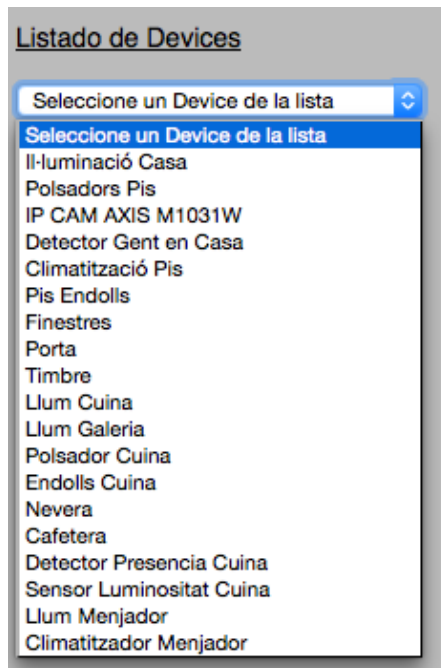 Listado de Devices
Seleccione un Device de la lista
Seleccione un Device de la lista
Il·luminació Casa
Polsadors Pis
IP CAM AXIS M1031W
Detector Gent en Casa
Climatització Pis
Pis Endolls
Finestres
Porta
Timbre
Llum Cuina
Llum Galeria
Polsador Cuina
Endolls Cuina
Nevera
Cafetera
Detector Presencia Cuina
Sensor Luminositat Cuina
Llum Menjador
Climatitzador Menjador